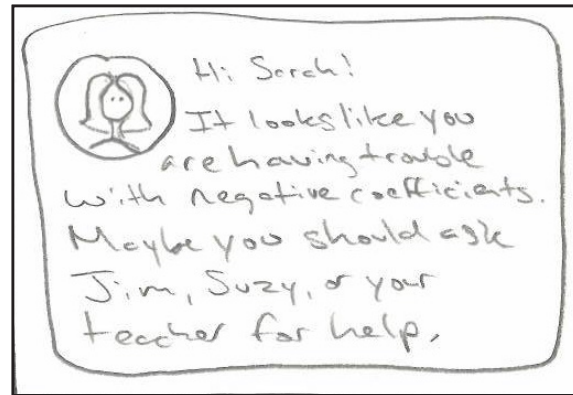 Hi Sarah!
It looks like you
are having trouble
with negative coefficients.
Maybe you should ask
Jim, Suzy, or your
teacher for help.